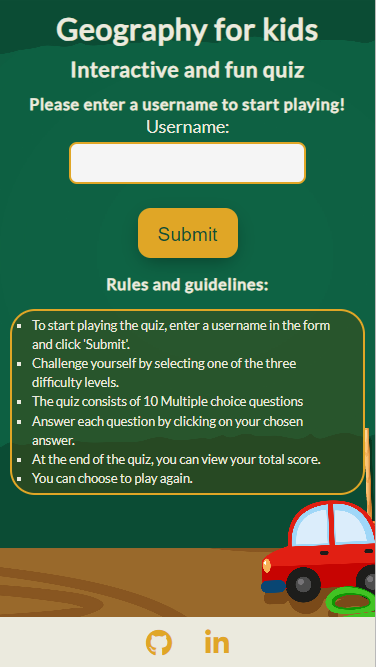 Geography for kids
Interactive and fun quiz
Please enter a username to start playing!
Username:
Submit
Rules and guidelines:
To start playing the quiz, enter a username in the form
and click 'Submit'.
Challenge yourself by selecting one of the three
difficulty levels.
The quiz consists of 10 Multiple choice questions
Answer each question by clicking on your chosen
answer.
At the end of the quiz, you can view your total score.
You can choose to play again.
in